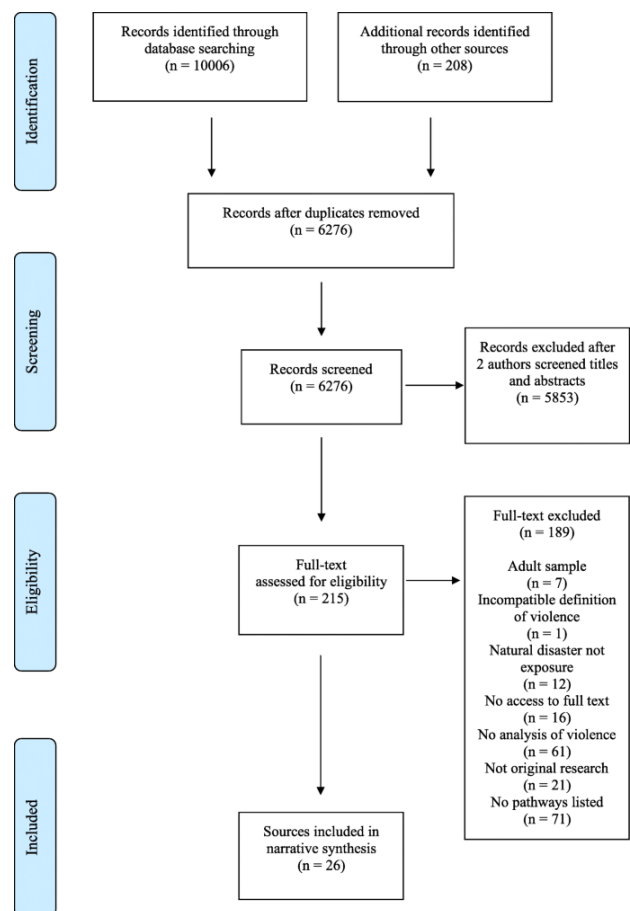 Identification
Records identified through
database searching
(n = 10006)
Additional records identified
through other sources
(n = 208)
Records after duplicates removed
(n = 6276)
Screening
Records screened
(n = 6276)
Records excluded after
2 authors screened titles
and abstracts
(n = 5853)
Eligibility
Full-text
assessed for eligibility
(n = 215)
Full-text excluded
(n = 189)
Adult sample
(n = 7)
Incompatible definition
of violence
(n = 1)
Natural disaster not
exposure
(n = 12)
No access to full text
(n = 16)
No analysis of violence
(n = 61)
Not original research
(n = 21)
No pathways listed
(n = 71)
Included
Sources included in
narrative synthesis
(n = 26)